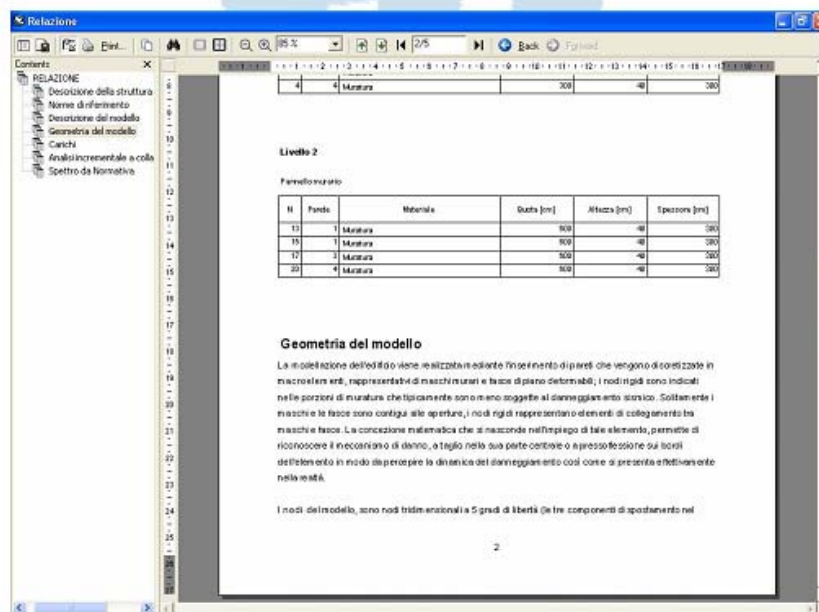 Relazione
Print...
85 %
2/5
Back
Forward
Contents
RELAZIONE
Descrizione della struttura
Norme di riferimento
Descrizione del modello
Geometria del modello
Carichi
Analisi incrementale a colla
Spettro da Normativa
4 4 Muratura 300 40 300
Livello 2
Pannello murario
N Parete Materiale Quota [cm] Altezza [cm] Spessore [cm]
13 1 Muratura 500 40 300
15 1 Muratura 500 40 300
17 3 Muratura 500 40 300
20 4 Muratura 500 40 300
Geometria del modello
La modellazione dell'edificio viene realizzata mediante l'inserimento di pareti che vengono discretizzate in
macroelementi, rappresentativi di maschi murari e fasce di piano deformabili; i nodi rigidi sono indicati
nelle porzioni di muratura che tipicamente sono meno soggette al danneggiamento sismico. Solitamente i
maschi e le fasce sono contigui alle aperture, i nodi rigidi rappresentano elementi di collegamento tra
maschi e fasce. La concezione matematica che si nasconde nell'impiego di tale elemento, permette di
riconoscere il meccanismo di danno, a taglio nella sua parte centrale o a pressoflessione sui bordi
dell'elemento in modo da percepire la dinamica del danneggiamento così come si presenta effettivamente
nella realtà.
I nodi del modello, sono nodi tridimensionali a 5 gradi di libertà (le tre componenti di spostamento nel
2